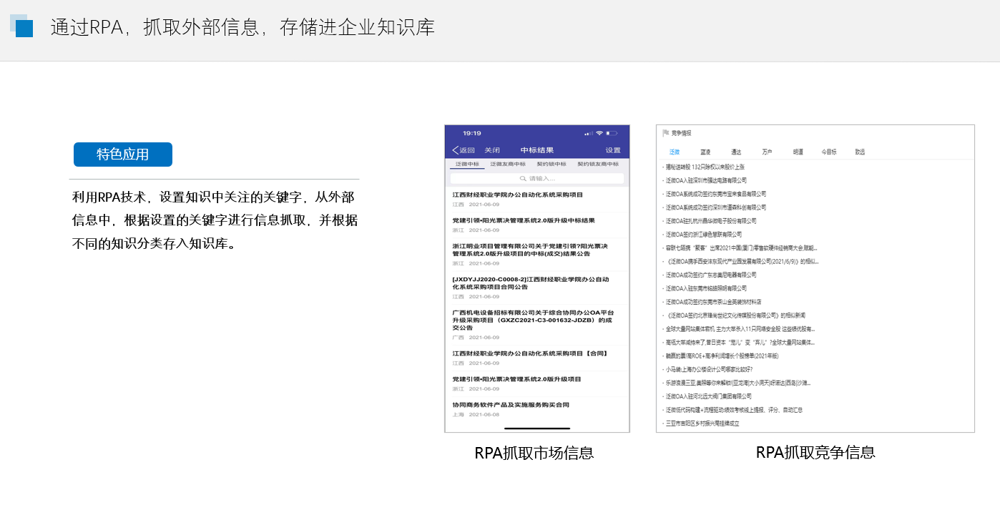 通过RPA，抓取外部信息，存储进企业知识库
特色应用
利用RPA技术，设置知识中关注的关键字，从外部
信息中，根据设置的关键字进行信息抓取，并根据
不同的知识分类存入知识库。
19:19
返回 关闭 中标结果 设置
泛微中标 泛微友商中标 契约锁中标 契约锁友商中标
请输入...
江西财经职业学院办公自动化系统采购项目
江西 2021-06-09
党建引领•阳光票决管理系统2.0版升级中标结果
浙江 2021-06-09
浙江明业项目管理有限公司关于党建引领?阳光票决
管理系统2.0版升级项目的中标(成交)结果公告
浙江 2021-06-09
[JXDYJJ2020-C0008-2]江西财经职业学院办公自动
化系统采购项目合同公告
江西 2021-06-09
广西机电设备招标有限公司关于综合协同办公OA平台
升级采购项目（GXZC2021-C3-001632-JDZB）的成
交公告
广西 2021-06-09
江西财经职业学院办公自动化系统采购项目【合同】
江西 2021-06-09
党建引领•阳光票决管理系统2.0版升级项目
浙江 2021-06-09
协同商务软件产品及实施服务购买合同
上海 2021-06-08
RPA抓取市场信息
竞争情报
泛微 蓝凌 通达 万户 明源 今目标 致远
· 揭秘送转股 132只除权以来股价上涨
· 泛微OA入驻深圳市强达电路有限公司
· 泛微OA系统成功签约东莞市宝来食品有限公司
· 泛微OA系统成功签约深圳市道森科创有限公司
· 泛微OA驻扎杭州晶华微电子股份有限公司
· 泛微OA签约浙江绿色慧联有限公司
· 容联七陌携“聚客”出席2021中国(厦门)零售软硬件经销商大会,赋能...
· 《泛微OA携手西安沣东现代产业园发展有限公司(2021/6/9)》的相似...
· 泛微OA成功签约广东志美尼电器有限公司
· 泛微OA入驻东莞市铭皓照明有限公司
· 泛微OA成功签约东莞市茶山金英装饰材料店
· 《泛微OA签约北京锋尚世纪文化传媒股份有限公司》的相似新闻
· 全球大量网站集体宕机 主力大举杀入11只网络安全股 这些绩优股有...
· 高瓴大举减持来了,昔日资本“宠儿”变“弃儿”?全球大量网站集体...
· 躺赢的票!高ROE+高净利润增长个股榜单(2021年版)
· 小马装:上海办公楼设计公司哪家比较好?
· 乐游浪漫三亚,美照等你来解锁!|亚龙湾|大小洞天|呀诺达|西岛|沙滩...
· 泛微OA入驻河北远大阀门集团有限公司
· 泛微低代码构建+流程驱动:绩效考核线上提报、评分、自动汇总
· 三亚市吉阳区乡村振兴局挂牌成立
RPA抓取竞争信息